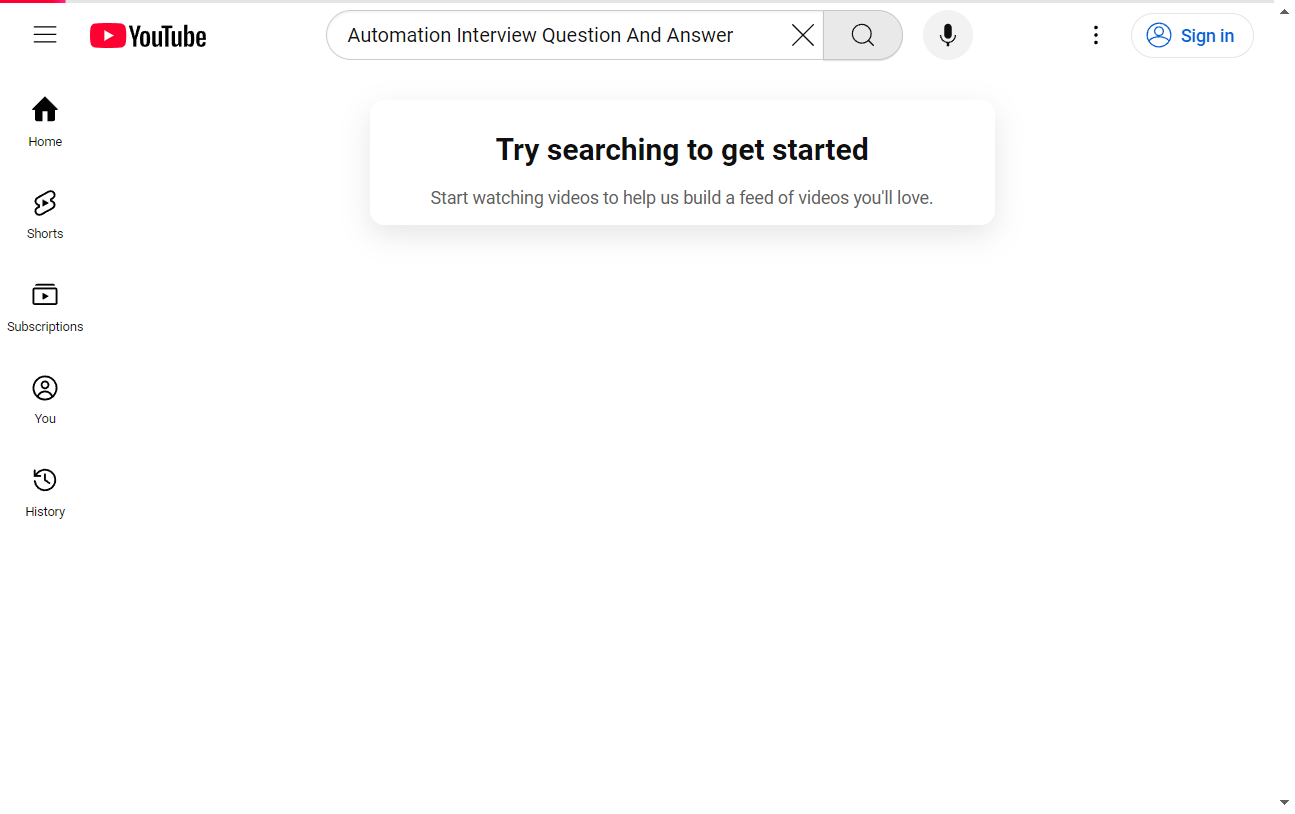 YouTube
Automation Interview Question And Answer
Sign in
Home
Shorts
Subscriptions
You
History
Try searching to get started
Start watching videos to help us build a feed of videos you'll love.